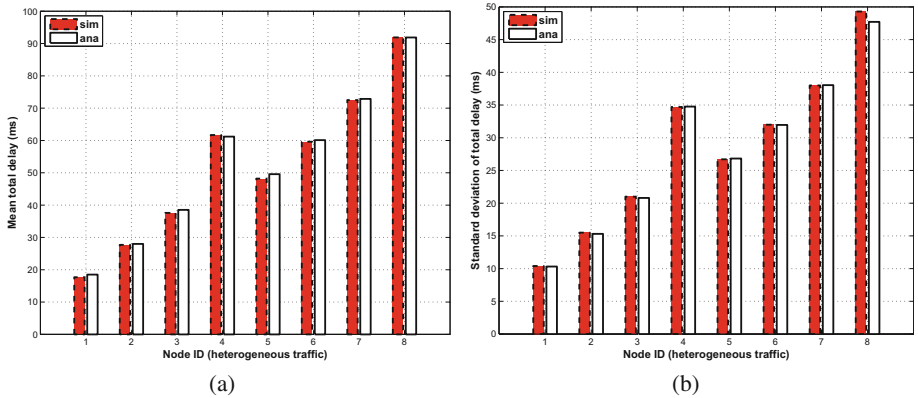 100
90
80
70
60
50
40
30
20
10
0
Mean total delay (ms)
sim
ana
1 2 3 4 5 6 7 8
Node ID (heterogeneous traffic)
(a)
50
45
40
35
30
25
20
15
10
5
0
Standard deviation of total delay (ms)
sim
ana
1 2 3 4 5 6 7 8
Node ID (heterogeneous traffic)
(b)